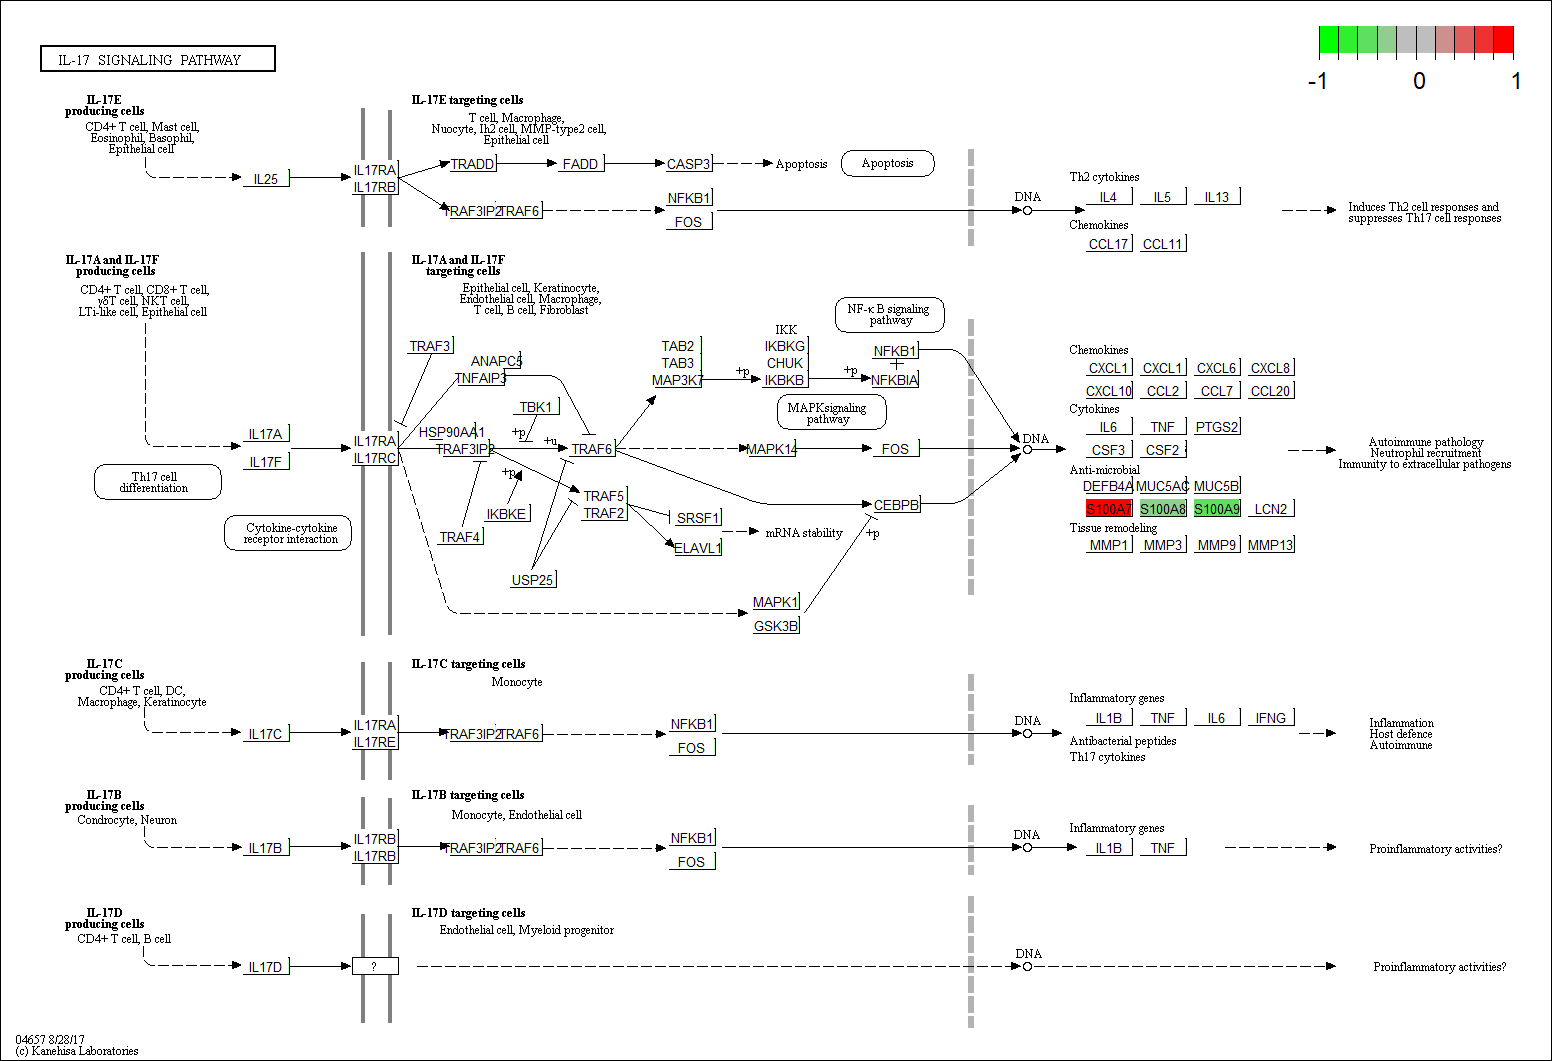 IL-17 SIGNALING PATHWAY
-1 0 1
IL-17E
producing cells
CD4+ T cell, Mast cell,
Eosinophil, Basophil,
Epithelial cell
IL25
IL17RA
IL17RB
IL-17E targeting cells
T cell, Macrophage,
Nuocyte, Ih2 cell, MMP-type2 cell,
Epithelial cell
TRADD
FADD
CASP3
Apoptosis
Apoptosis
TRAF3IP2
TRAF6
NFKB1
FOS
DNA
Th2 cytokines
IL4 IL5 IL13
Chemokines
CCL17 CCL11
Induces Th2 cell responses and
suppresses Th17 cell responses
IL-17A and IL-17F
producing cells
CD4+ T cell, CD8+ T cell,
γδT cell, NKT cell,
LTi-like cell, Epithelial cell
IL17A
IL17F
Th17 cell
differentiation
Cytokine-cytokine
receptor interaction
IL17RA
IL17RC
IL-17A and IL-17F
targeting cells
Epithelial cell, Keratinocyte,
Endothelial cell, Macrophage,
T cell, B cell, Fibroblast
TRAF3
ANAPC5
TNFAIP3
TBK1
HSP90AA1
TRAF3IP2
+p
+u
TRAF6
+p
IKBKE
TRAF4
USP25
TRAF5
TRAF2
SRSF1
ELAVL1
mRNA stability
TAB2
TAB3
MAP3K7
+p
IKK
IKBKG
CHUK
IKBKB
+p
NF-κ B signaling
pathway
NFKB1
NFKBIA
MAPKsignaling
pathway
MAPK14
FOS
CEBPB
+p
MAPK1
GSK3B
DNA
Chemokines
CXCL1 CXCL1 CXCL6 CXCL8
CXCL10 CCL2 CCL7 CCL20
Cytokines
IL6 TNF PTGS2
CSF3 CSF2
Anti-microbial
DEFB4A MUC5AC MUC5B
S100A7 S100A8 S100A9 LCN2
Tissue remodeling
MMP1 MMP3 MMP9 MMP13
Autoimmune pathology
Neutrophil recruitment
Immunity to extracellular pathogens
IL-17C
producing cells
CD4+ T cell, DC,
Macrophage, Keratinocyte
IL17C
IL17RA
IL17RE
IL-17C targeting cells
Monocyte
TRAF3IP2
TRAF6
NFKB1
FOS
DNA
Inflammatory genes
IL1B TNF IL6 IFNG
Antibacterial peptides
Th17 cytokines
Inflammation
Host defence
Autoimmune
IL-17B
producing cells
Condrocyte, Neuron
IL17B
IL17RB
IL17RB
IL-17B targeting cells
Monocyte, Endothelial cell
TRAF3IP2
TRAF6
NFKB1
FOS
DNA
Inflammatory genes
IL1B TNF
Proinflammatory activities?
IL-17D
producing cells
CD4+ T cell, B cell
IL17D
?
IL-17D targeting cells
Endothelial cell, Myeloid progenitor
DNA
Proinflammatory activities?
04657 8/28/17
(c) Kanehisa Laboratories